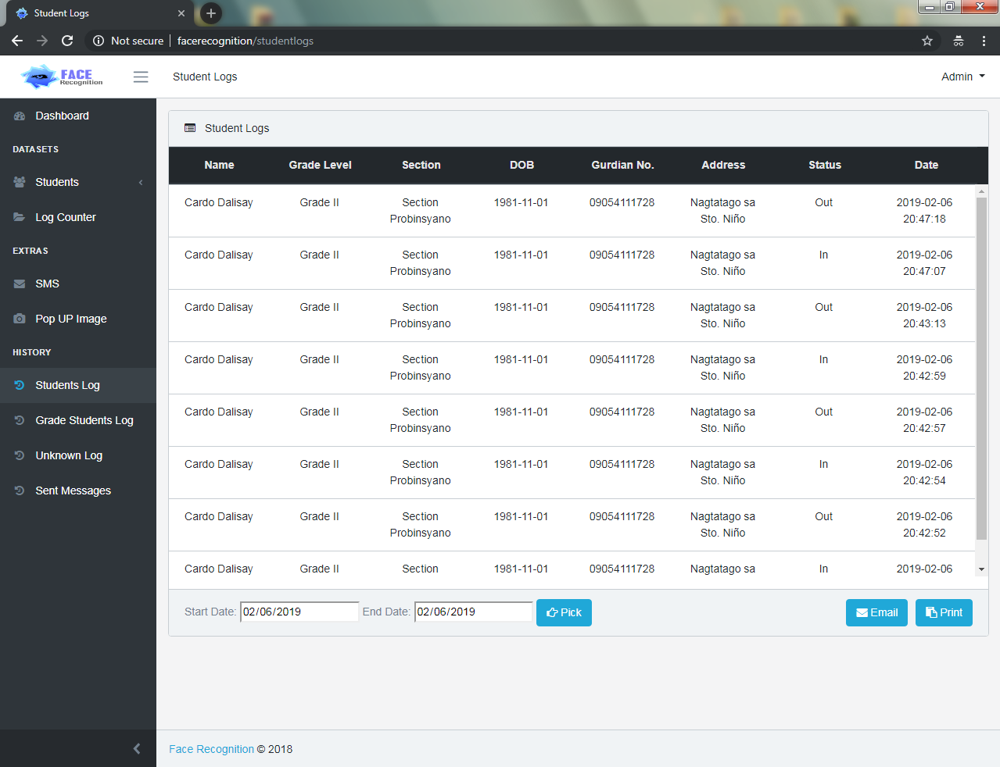 Student Logs
Not secure | facerecognition/studentlogs
FACE
Recognition
Student Logs
Admin
Dashboard
DATASETS
Students
Log Counter
EXTRAS
SMS
Pop UP Image
HISTORY
Students Log
Grade Students Log
Unknown Log
Sent Messages
Student Logs
Name Grade Level Section DOB Gurdian No. Address Status Date
Cardo Dalisay Grade II Section 1981-11-01 09054111728 Nagtatago sa Out 2019-02-06
Probinsyano Sto. Niño 20:47:18
Cardo Dalisay Grade II Section 1981-11-01 09054111728 Nagtatago sa In 2019-02-06
Probinsyano Sto. Niño 20:47:07
Cardo Dalisay Grade II Section 1981-11-01 09054111728 Nagtatago sa Out 2019-02-06
Probinsyano Sto. Niño 20:43:13
Cardo Dalisay Grade II Section 1981-11-01 09054111728 Nagtatago sa In 2019-02-06
Probinsyano Sto. Niño 20:42:59
Cardo Dalisay Grade II Section 1981-11-01 09054111728 Nagtatago sa Out 2019-02-06
Probinsyano Sto. Niño 20:42:57
Cardo Dalisay Grade II Section 1981-11-01 09054111728 Nagtatago sa In 2019-02-06
Probinsyano Sto. Niño 20:42:54
Cardo Dalisay Grade II Section 1981-11-01 09054111728 Nagtatago sa Out 2019-02-06
Probinsyano Sto. Niño 20:42:52
Cardo Dalisay Grade II Section 1981-11-01 09054111728 Nagtatago sa In 2019-02-06
Start Date: 02/06/2019 End Date: 02/06/2019 Pick Email Print
Face Recognition © 2018